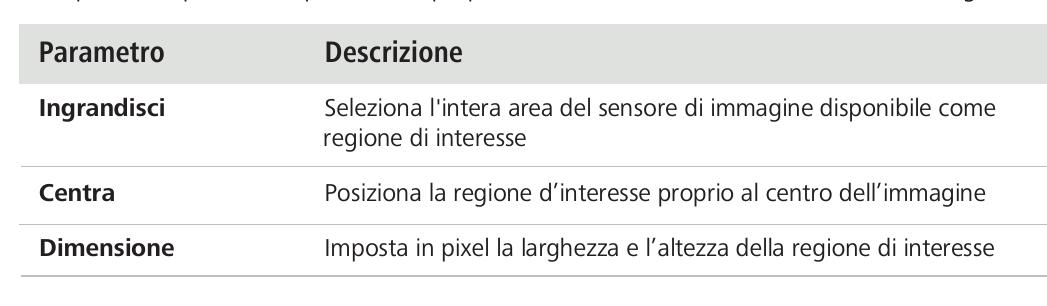 Parametro Descrizione
Ingrandisci Seleziona l'intera area del sensore di immagine disponibile come
regione di interesse
Centra Posiziona la regione d’interesse proprio al centro dell’immagine
Dimensione Imposta in pixel la larghezza e l’altezza della regione di interesse